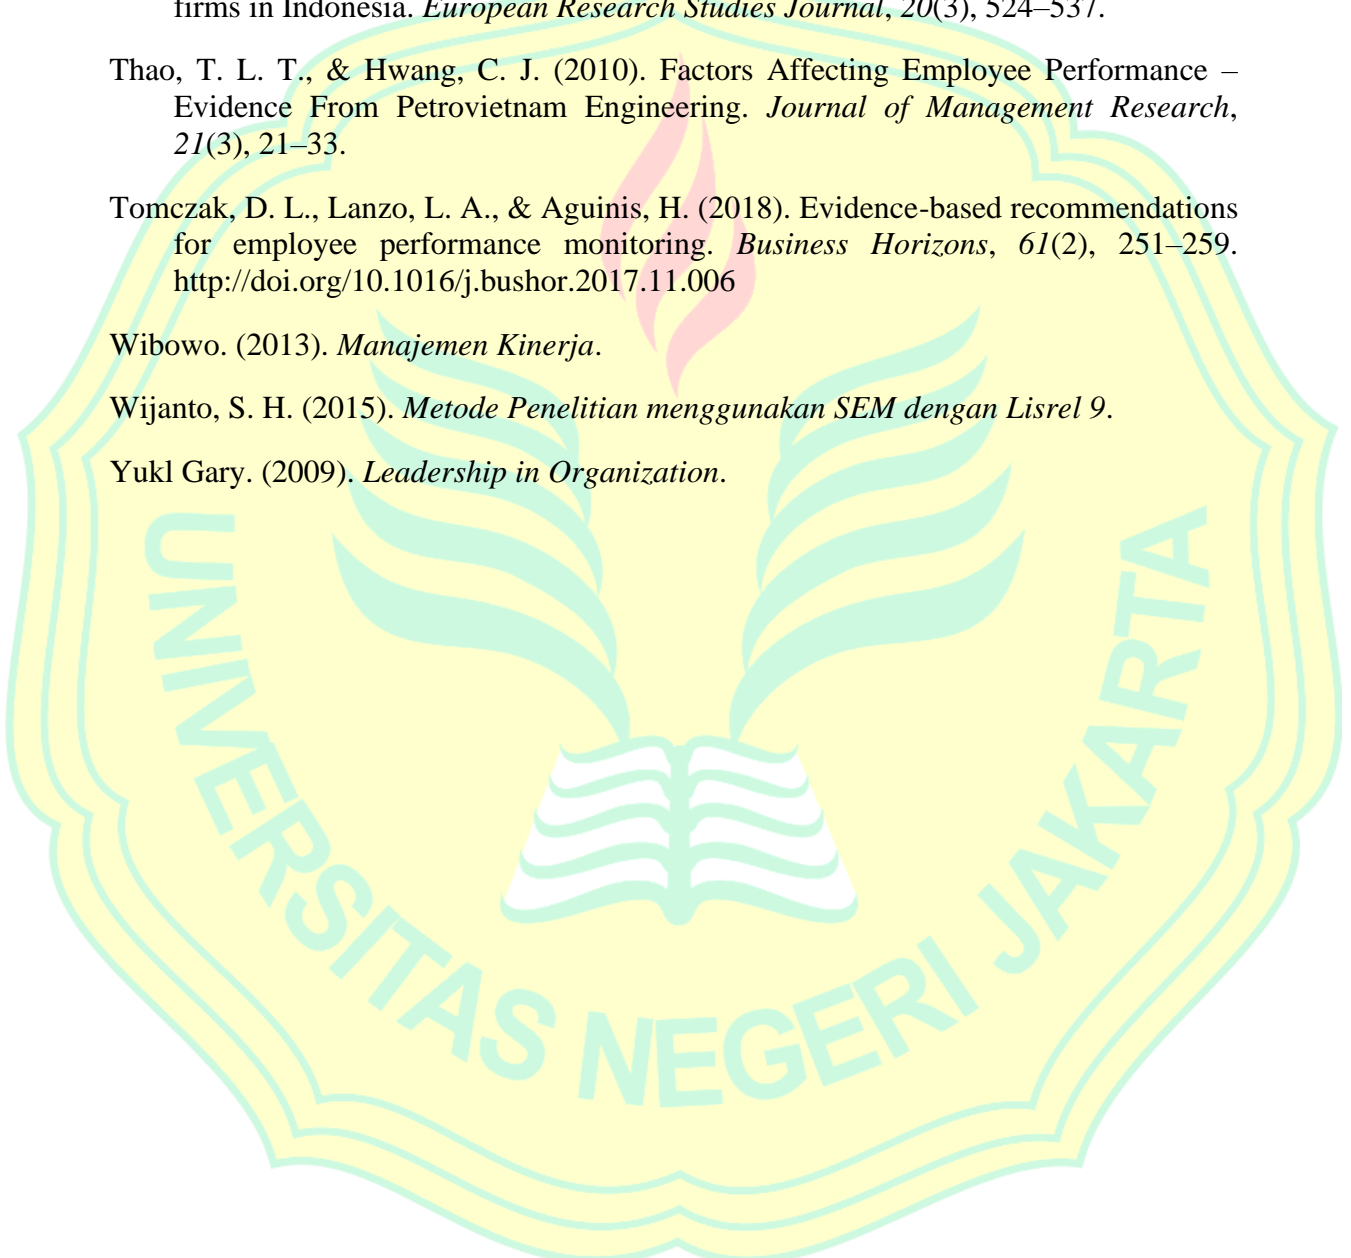 firms in Indonesia. European Research Studies Journal, 20(3), 524–537.
Thao, T. L. T., & Hwang, C. J. (2010). Factors Affecting Employee Performance –
Evidence From Petrovietnam Engineering. Journal of Management Research,
21(3), 21–33.
Tomczak, D. L., Lanzo, L. A., & Aguinis, H. (2018). Evidence-based recommendations
for employee performance monitoring. Business Horizons, 61(2), 251–259.
http://doi.org/10.1016/j.bushor.2017.11.006
Wibowo. (2013). Manajemen Kinerja.
Wijanto, S. H. (2015). Metode Penelitian menggunakan SEM dengan Lisrel 9.
Yukl Gary. (2009). Leadership in Organization.
UNIVERSITAS NEGERI JAKARTA